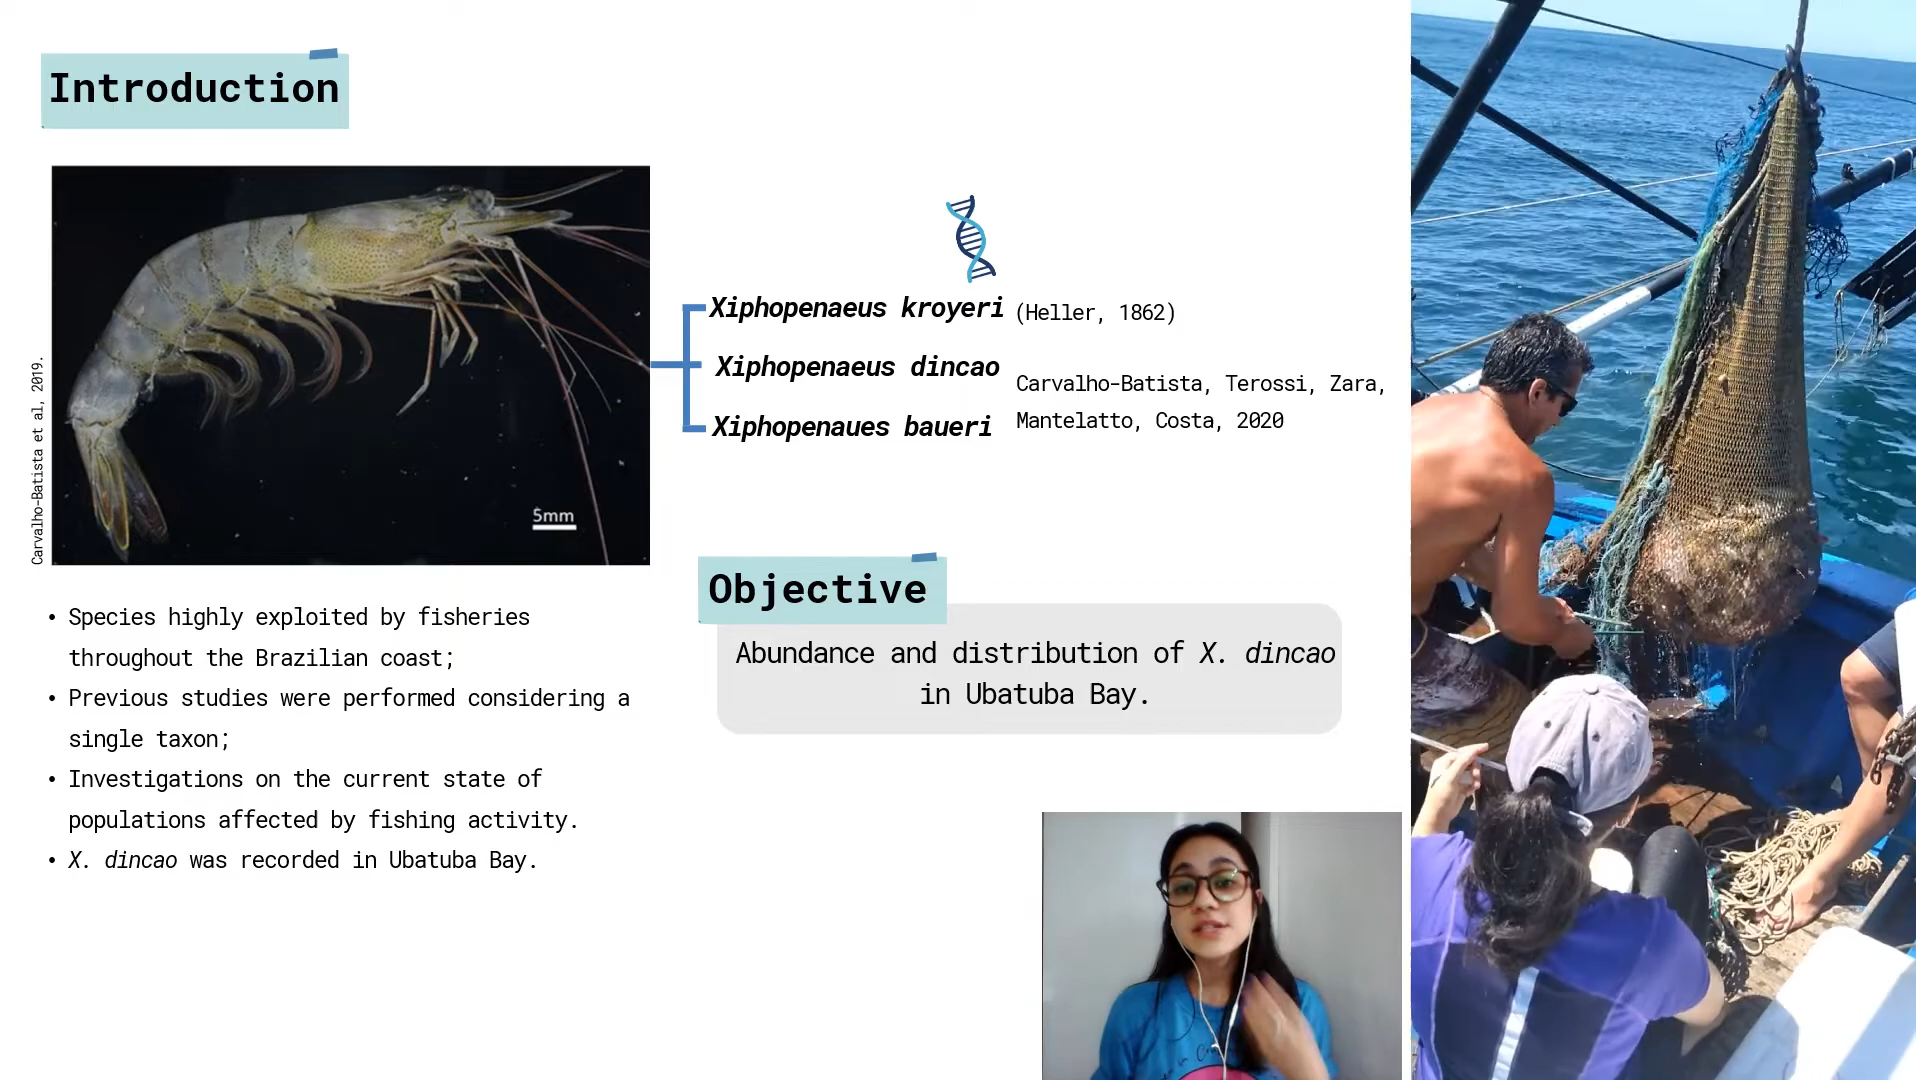 Introduction
Carvalho-Batista et al, 2019.
5mm
Xiphopenaeus kroyeri (Heller, 1862)
Xiphopenaeus dincao
Xiphopenaues baueri
Carvalho-Batista, Terossi, Zara,
Mantelatto, Costa, 2020
• Species highly exploited by fisheries
throughout the Brazilian coast;
• Previous studies were performed considering a
single taxon;
• Investigations on the current state of
populations affected by fishing activity.
• X. dincao was recorded in Ubatuba Bay.
Objective
Abundance and distribution of X. dincao
in Ubatuba Bay.